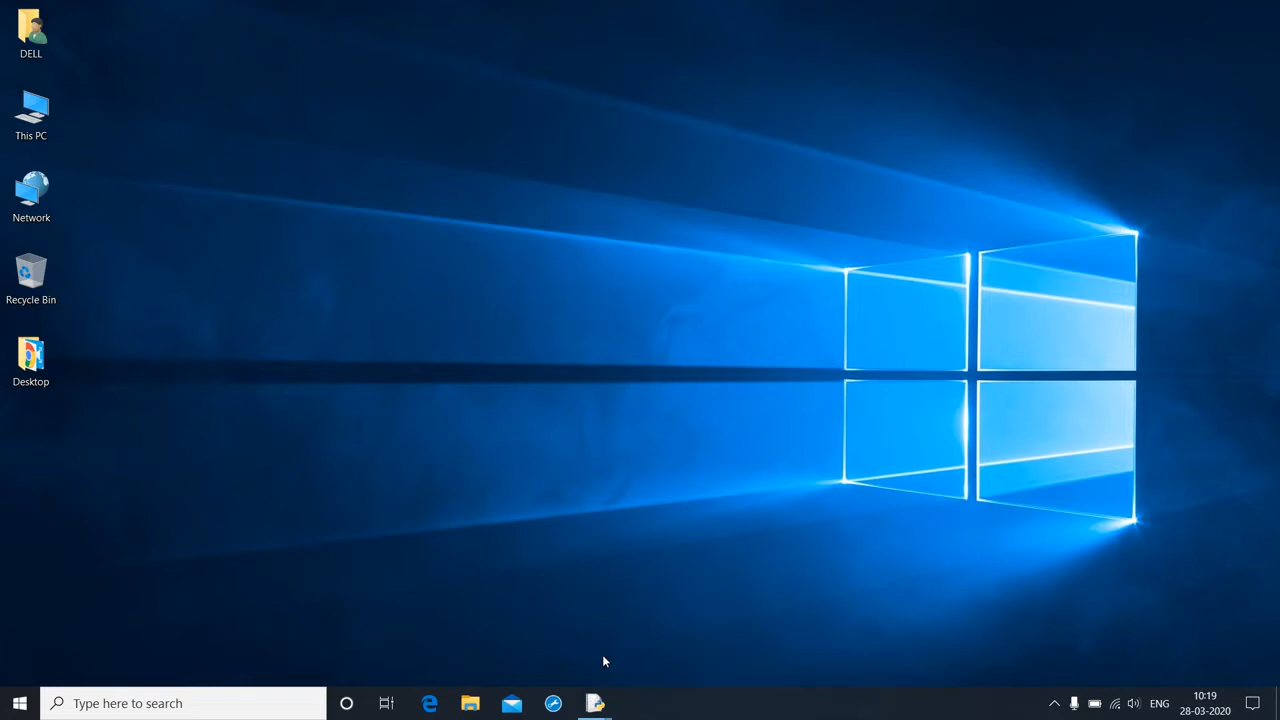 DELL
This PC
Network
Recycle Bin
Desktop
Type here to search
ENG
10:19
28-03-2020